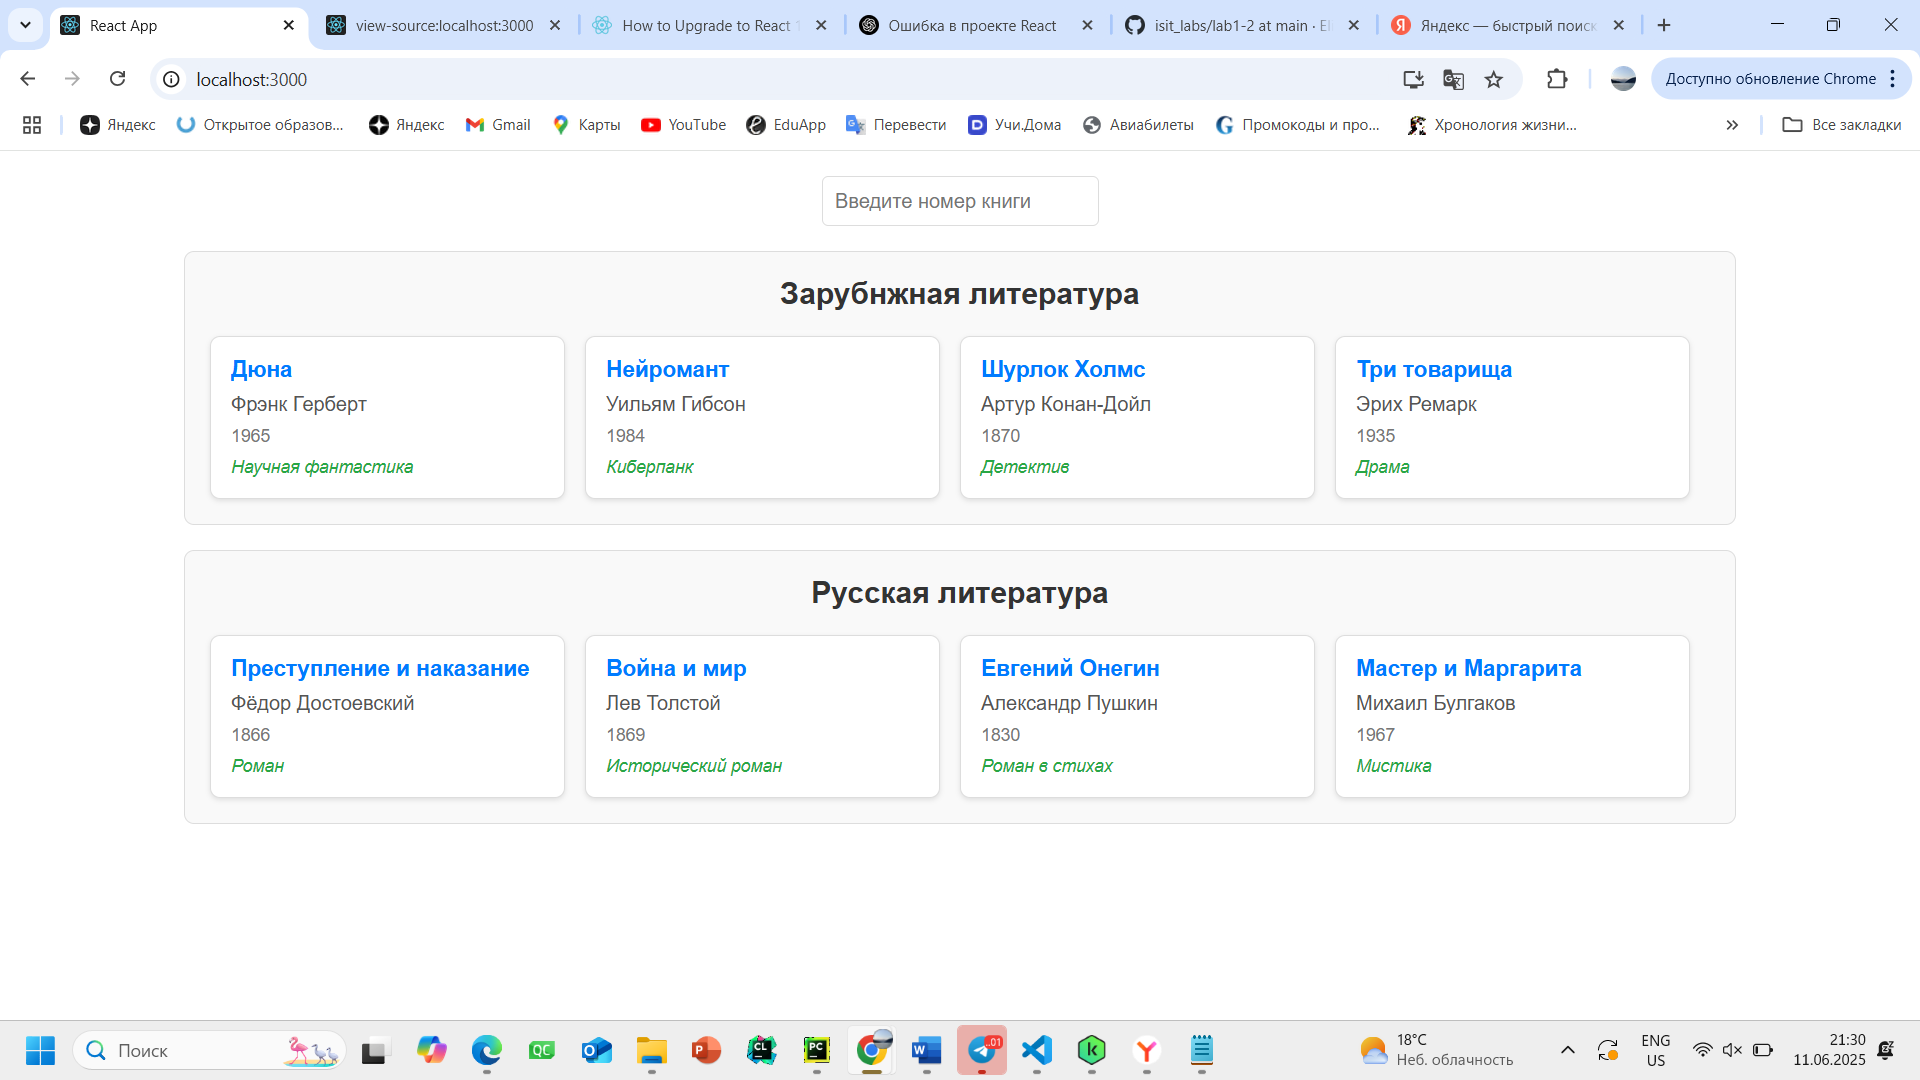 React App
view-source:localhost:3000
How to Upgrade to React 1
Ошибка в проекте React
isit_labs/lab1-2 at main · El
Яндекс — быстрый поиск
localhost:3000
Доступно обновление Chrome
Яндекс
Открытое образов...
Яндекс
Gmail
Карты
YouTube
EduApp
Перевести
Учи.Дома
Авиабилеты
Промокоды и про...
Хронология жизни...
Все закладки
Введите номер книги
Зарубнжная литература
Дюна
Фрэнк Герберт
1965
Научная фантастика
Нейромант
Уильям Гибсон
1984
Киберпанк
Шурлок Холмс
Артур Конан-Дойл
1870
Детектив
Три товарища
Эрих Ремарк
1935
Драма
Русская литература
Преступление и наказание
Фёдор Достоевский
1866
Роман
Война и мир
Лев Толстой
1869
Исторический роман
Евгений Онегин
Александр Пушкин
1830
Роман в стихах
Мастер и Маргарита
Михаил Булгаков
1967
Мистика
Поиск
18°C
Неб. облачность
ENG
US
21:30
11.06.2025